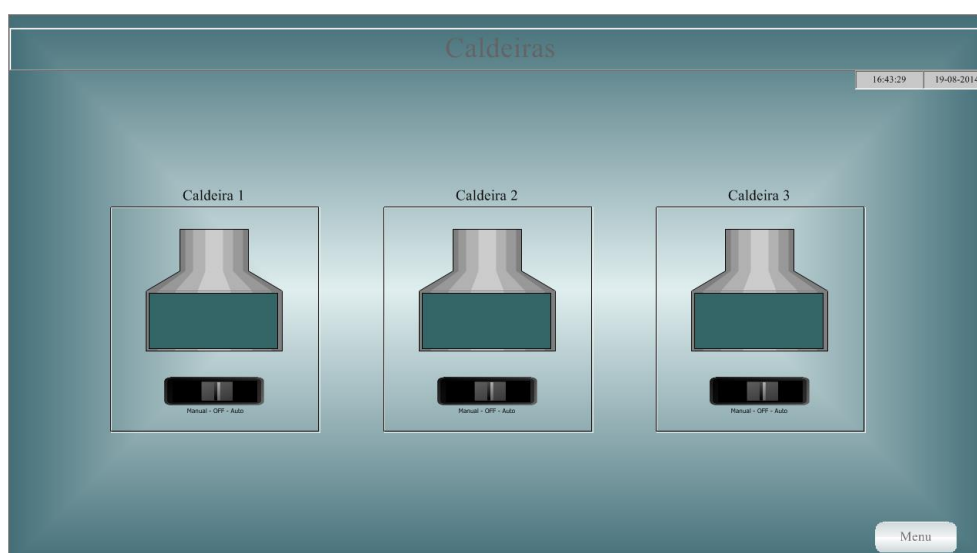 Caldeiras
16:43:29 19-08-2014
Caldeira 1
Caldeira 2
Caldeira 3
Manual - OFF - Auto
Manual - OFF - Auto
Manual - OFF - Auto
Menu